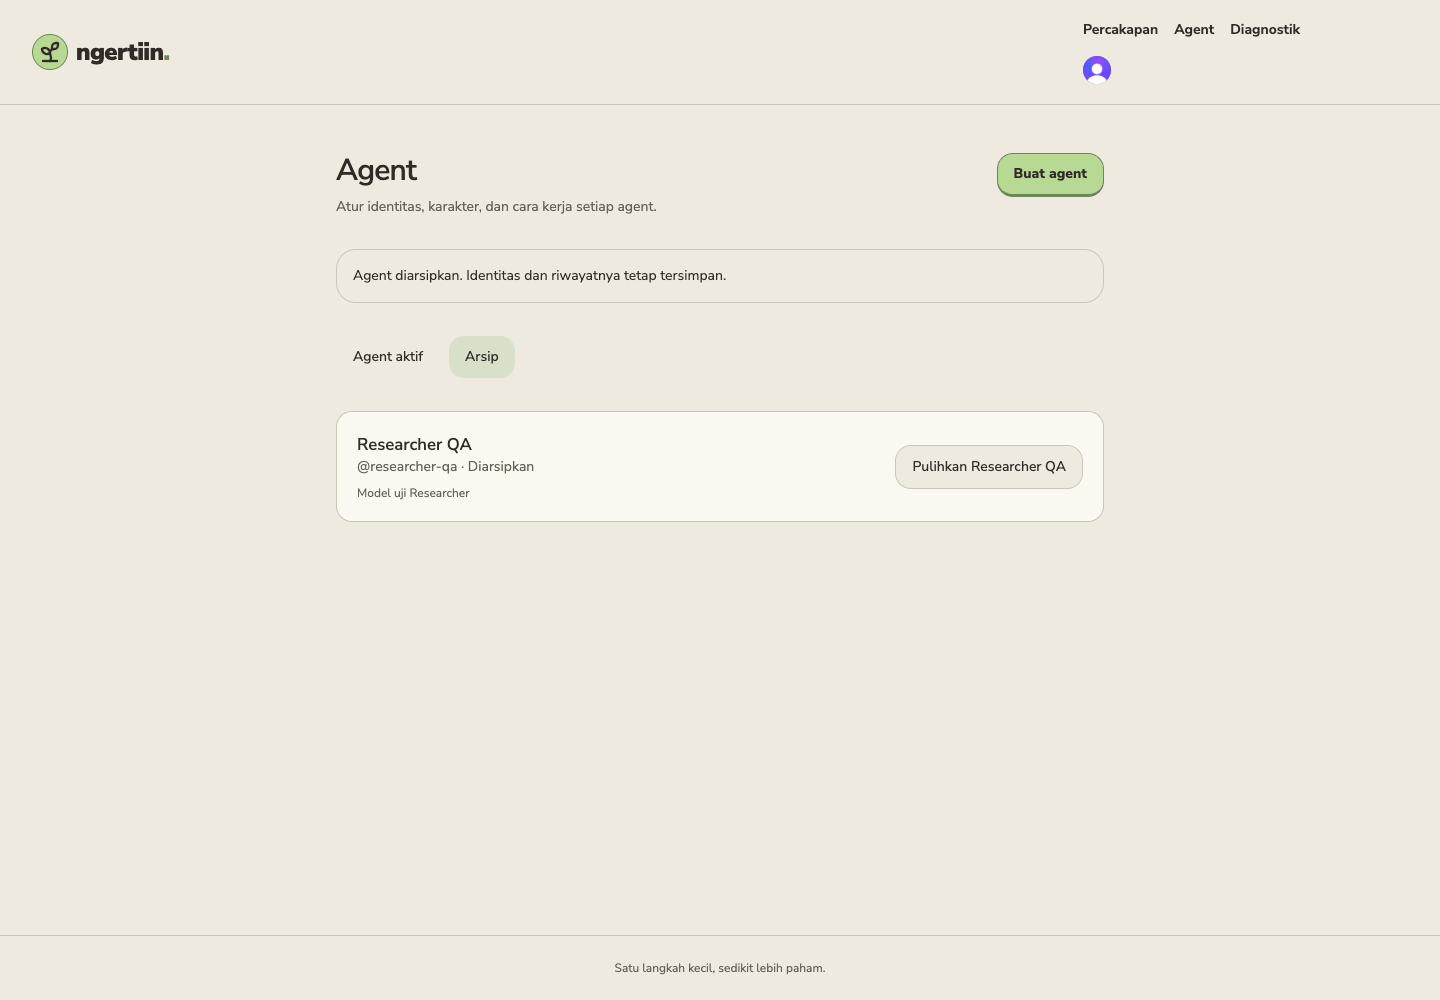 ngertiin.
Percakapan Agent Diagnostik
Agent
Buat agent
Atur identitas, karakter, dan cara kerja setiap agent.
Agent diarsipkan. Identitas dan riwayatnya tetap tersimpan.
Agent aktif Arsip
Researcher QA
@researcher-qa · Diarsipkan
Model uji Researcher
Pulihkan Researcher QA
Satu langkah kecil, sedikit lebih paham.